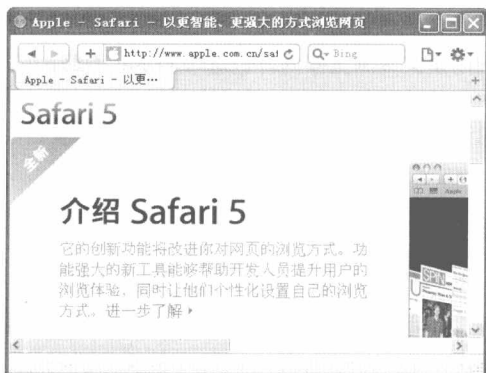 Apple - Safari - 以更智能、更强大的方式浏览网页
http://www.apple.com.cn/saf
Bing
Apple - Safari - 以更…
Safari 5
全新
介绍 Safari 5
它的创新功能将改进你对网页的浏览方式。功
能强大的新工具能够帮助开发人员提升用户的
浏览体验，同时让他们个性化设置自己的浏览
方式。进一步了解
Apple